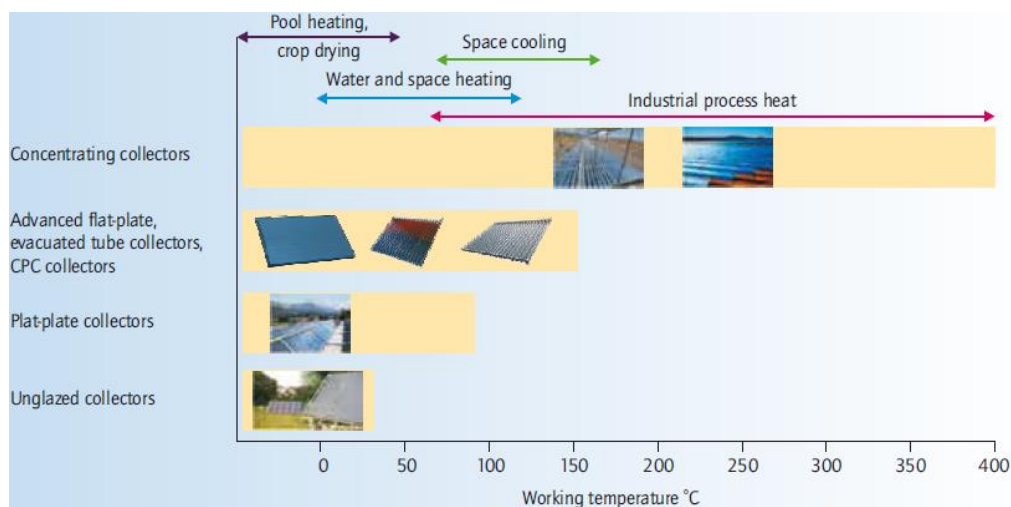 Pool heating,
crop drying
Space cooling
Water and space heating
Industrial process heat
Concentrating collectors
Advanced flat-plate,
evacuated tube collectors,
CPC collectors
Plat-plate collectors
Unglazed collectors
0 50 100 150 200 250 300 350 400
Working temperature °C